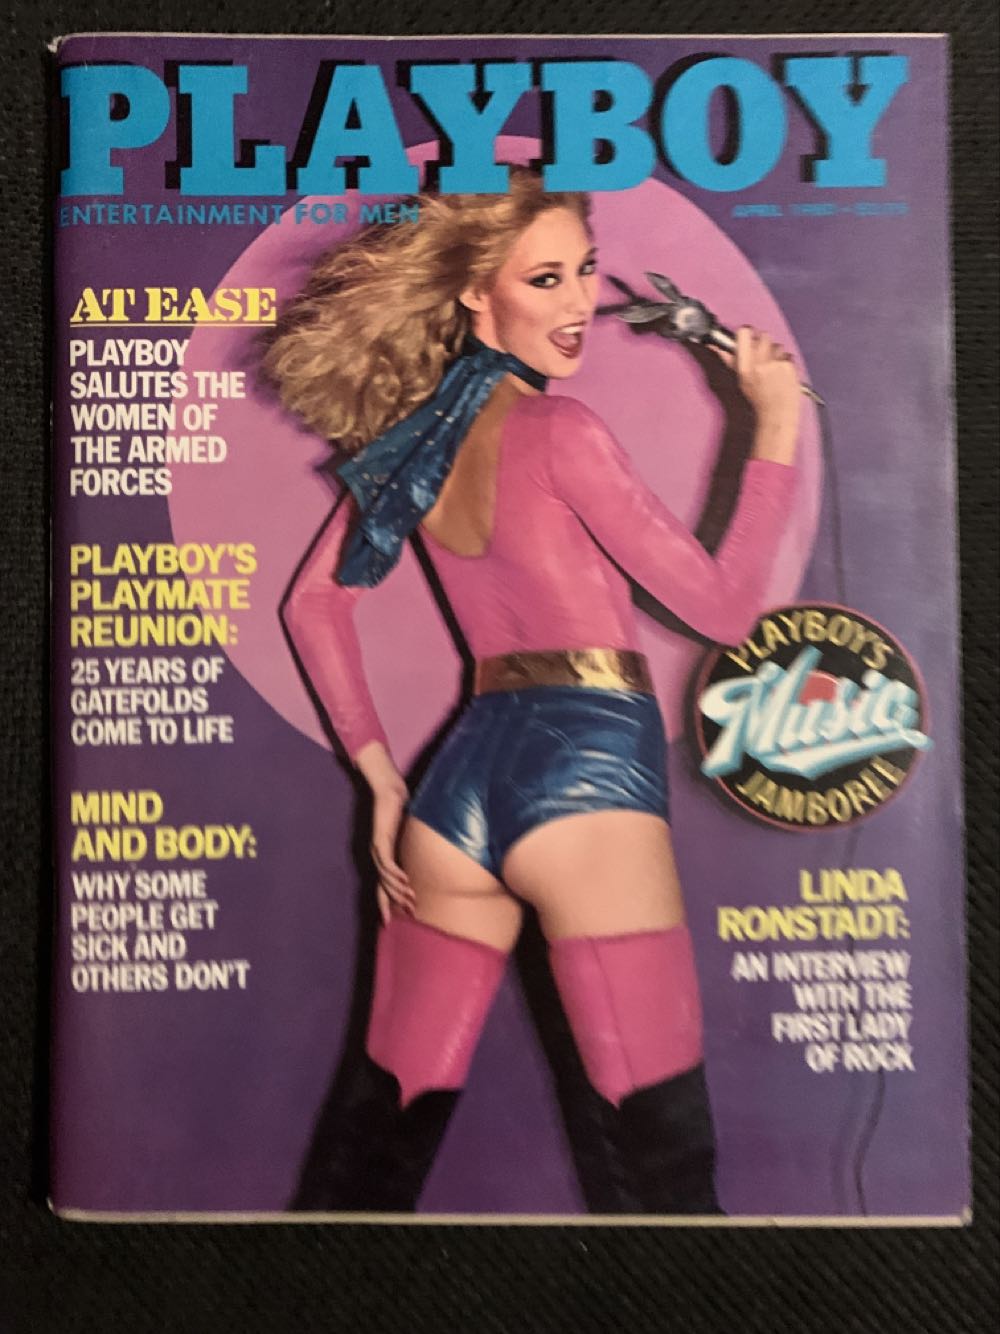 PLAYBOY
ENTERTAINMENT FOR MEN
APRIL
AT EASE
PLAYBOY
SALUTES THE
WOMEN OF
THE ARMED
FORCES
PLAYBOY'S
PLAYMATE
REUNION:
25 YEARS OF
GATEFOLDS
COME TO LIFE
MIND
AND BODY:
WHY SOME
PEOPLE GET
SICK AND
OTHERS DON'T
PLAYBOY'S
Music
JAMBOREE
LINDA
RONSTADT:
AN INTERVIEW
WITH THE
FIRST LADY
OF ROCK